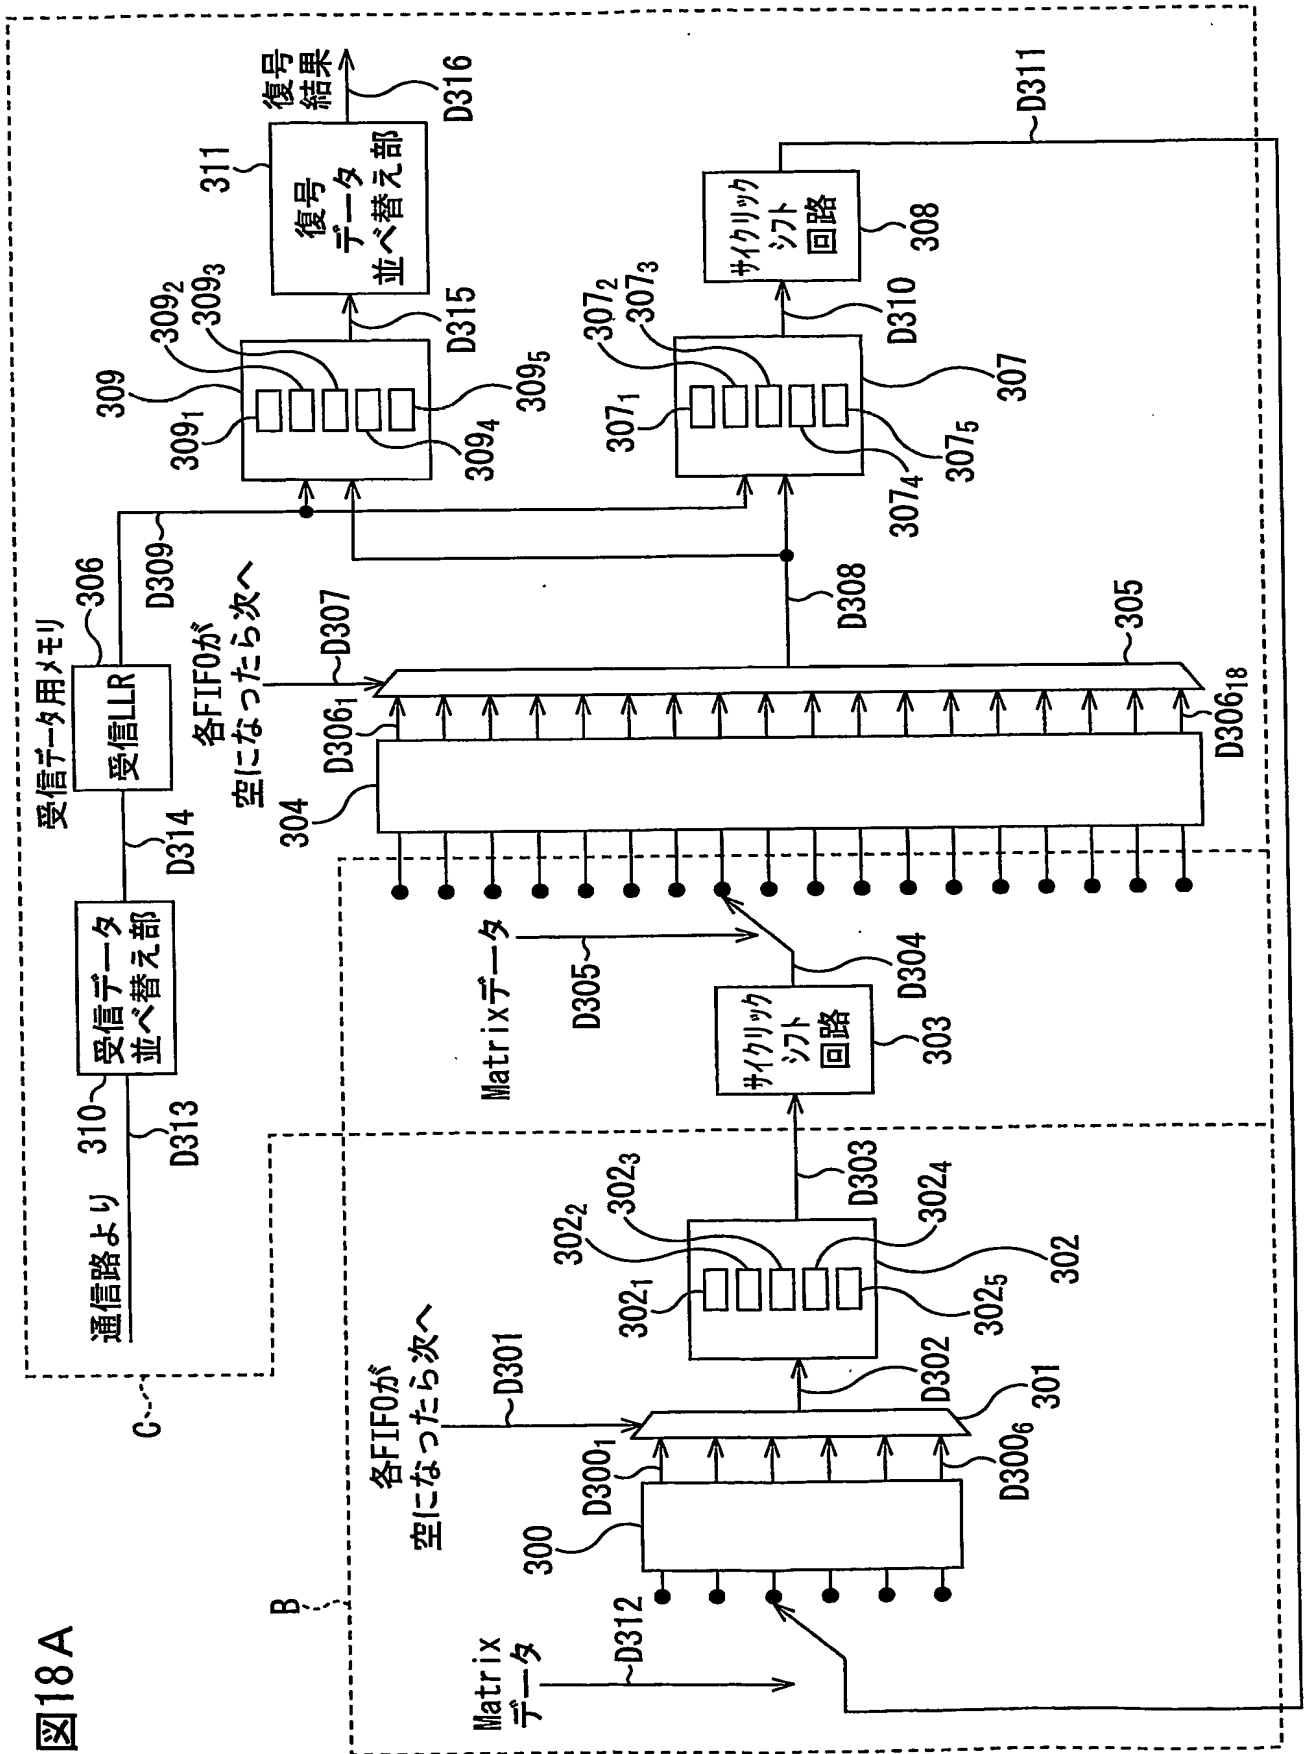 図18A
B
C
Matrix
データ
D312
300
D300₁
D300₆
各FIFOが
空になったら次へ
D301
301
D302
302₁
302₂
302₃
302₄
302₅
302
D303
サイクリック
シフト
回路
303
D304
Matrixデータ
D305
通信路より
D313
310
受信データ
並べ替え部
D314
受信データ用メモリ
受信LLR
306
D309
304
D306₁
D306₁₈
各FIFOが
空になったら次へ
D307
305
D308
309
309₁
309₂
309₃
309₄
309₅
D315
311
復号
データ
並べ替え部
復号
結果
D316
307₁
307₂
307₃
307₄
307₅
307
D310
サイクリック
シフト
回路
308
D311